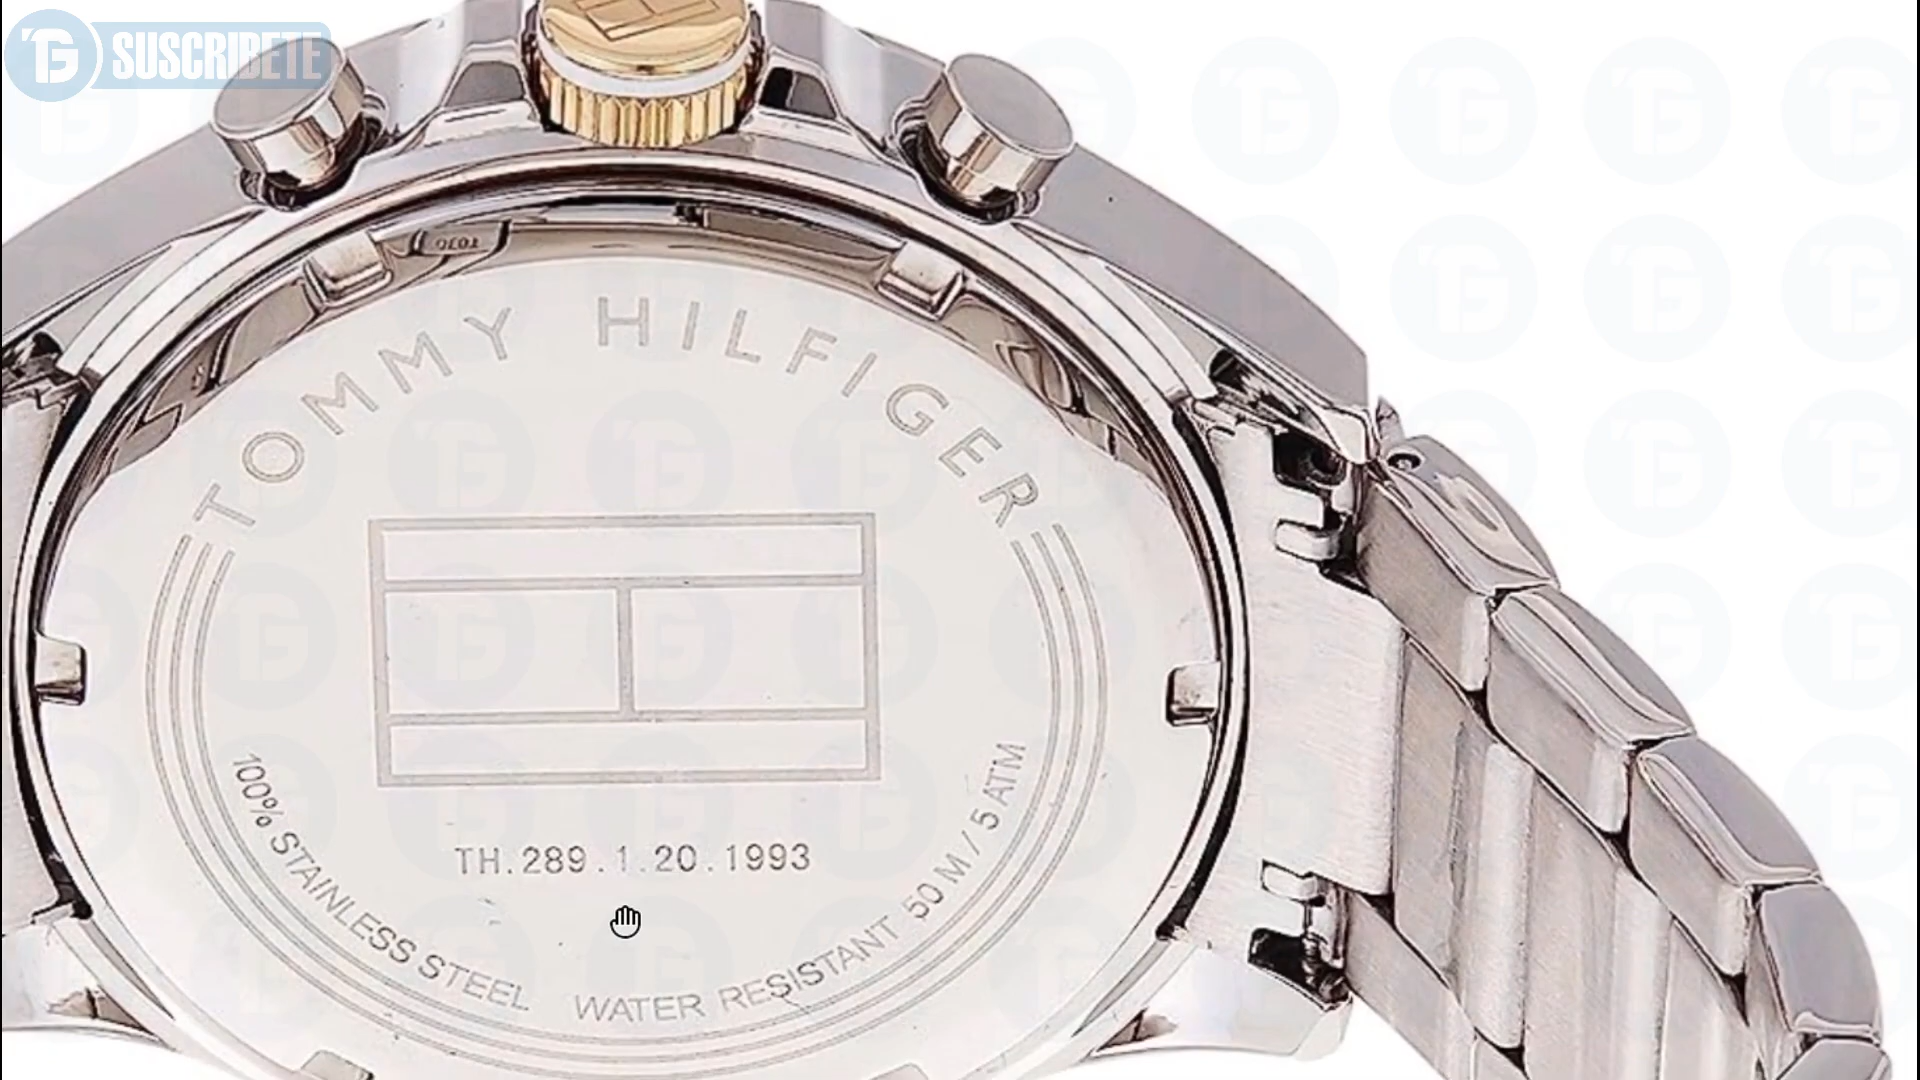 SUSCRIBETE
TOMMY HILFIGER
TH.289.1.20.1993
100% STAINLESS STEEL WATER RESISTANT 50 M / 5 ATM